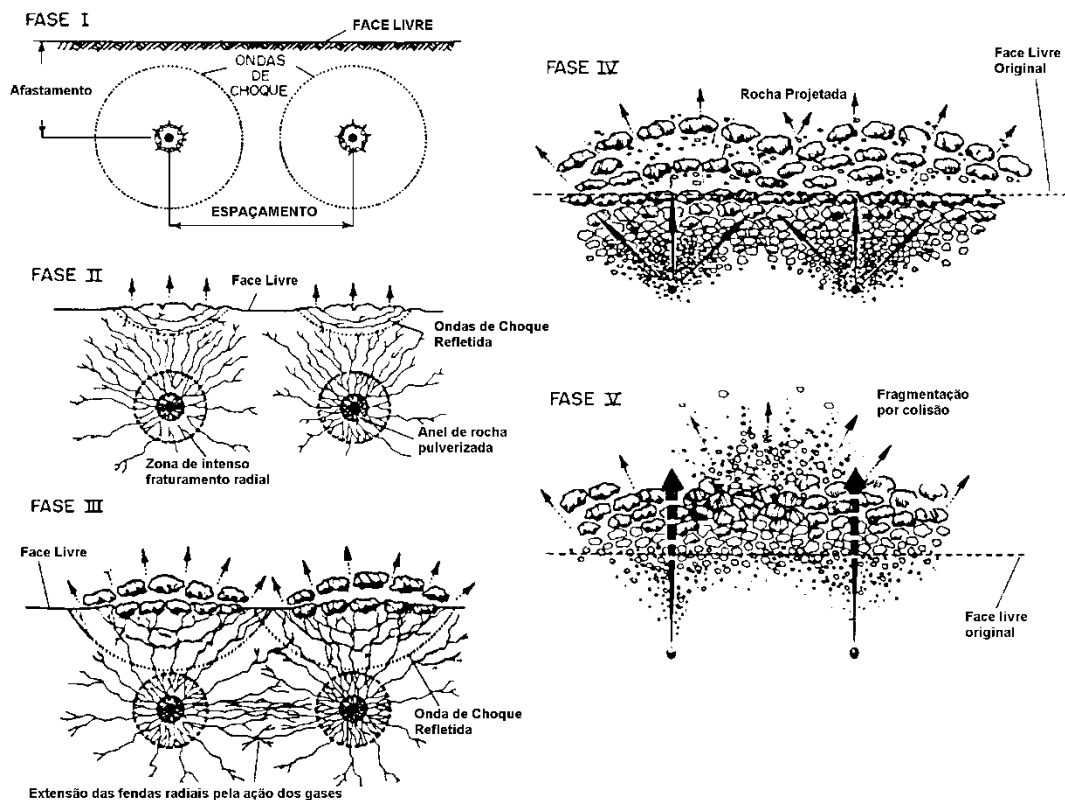 FASE I
FACE LIVRE
ONDAS
DE
CHOQUE
Afastamento
ESPAÇAMENTO
FASE II
Face Livre
Ondas de Choque
Refletida
Anel de rocha
pulverizada
Zona de intenso
fraturamento radial
FASE III
Face Livre
Onda de Choque
Refletida
Extensão das fendas radiais pela ação dos gases
FASE IV
Face Livre
Original
Rocha Projetada
FASE V
Fragmentação
por colisão
Face livre
original